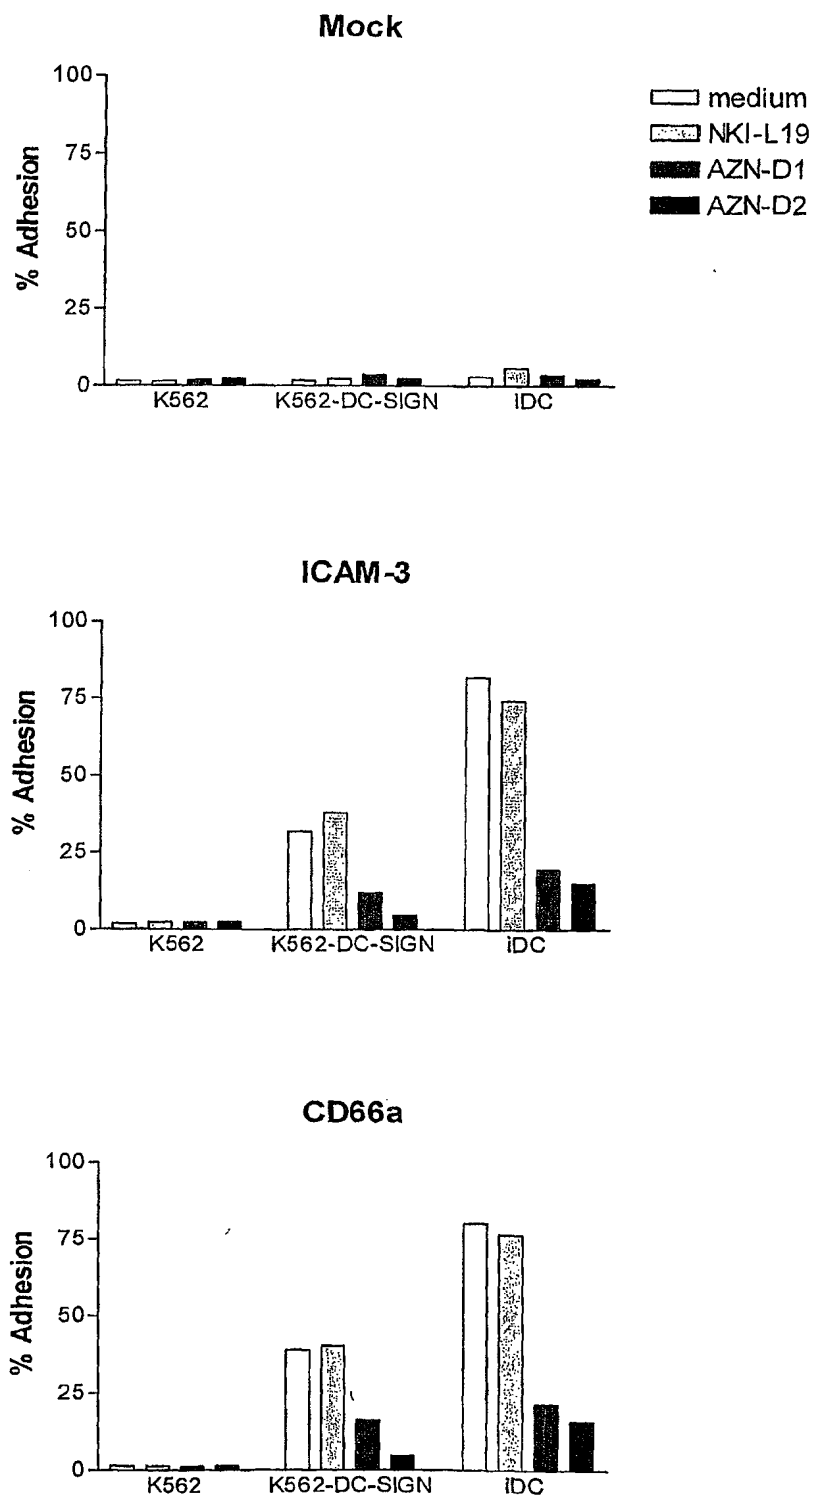 Mock
100
75
50
25
0
% Adhesion
K562 K562-DC-SIGN iDC
medium
NKI-L19
AZN-D1
AZN-D2
ICAM-3
100
75
50
25
0
% Adhesion
K562 K562-DC-SIGN iDC
CD66a
100
75
50
25
0
% Adhesion
K562 K562-DC-SIGN iDC